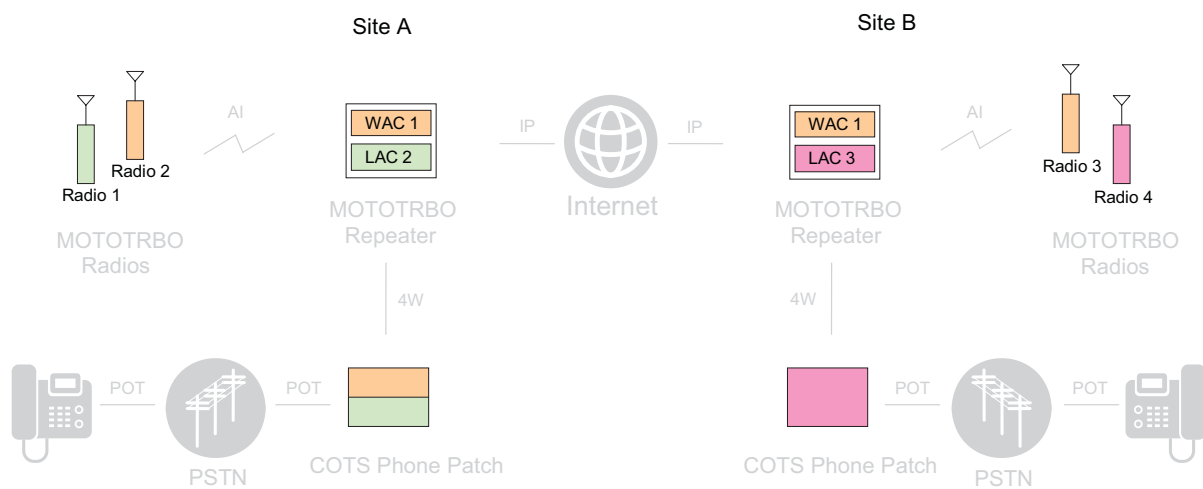 Site A
Site B
AI
WAC 1
LAC 2
IP
IP
WAC 1
LAC 3
AI
Radio 1
Radio 2
Radio 3
Radio 4
MOTOTRBO
Radios
MOTOTRBO
Repeater
Internet
MOTOTRBO
Repeater
MOTOTRBO
Radios
4W
4W
POT
POT
POT
POT
PSTN
COTS Phone Patch
COTS Phone Patch
PSTN